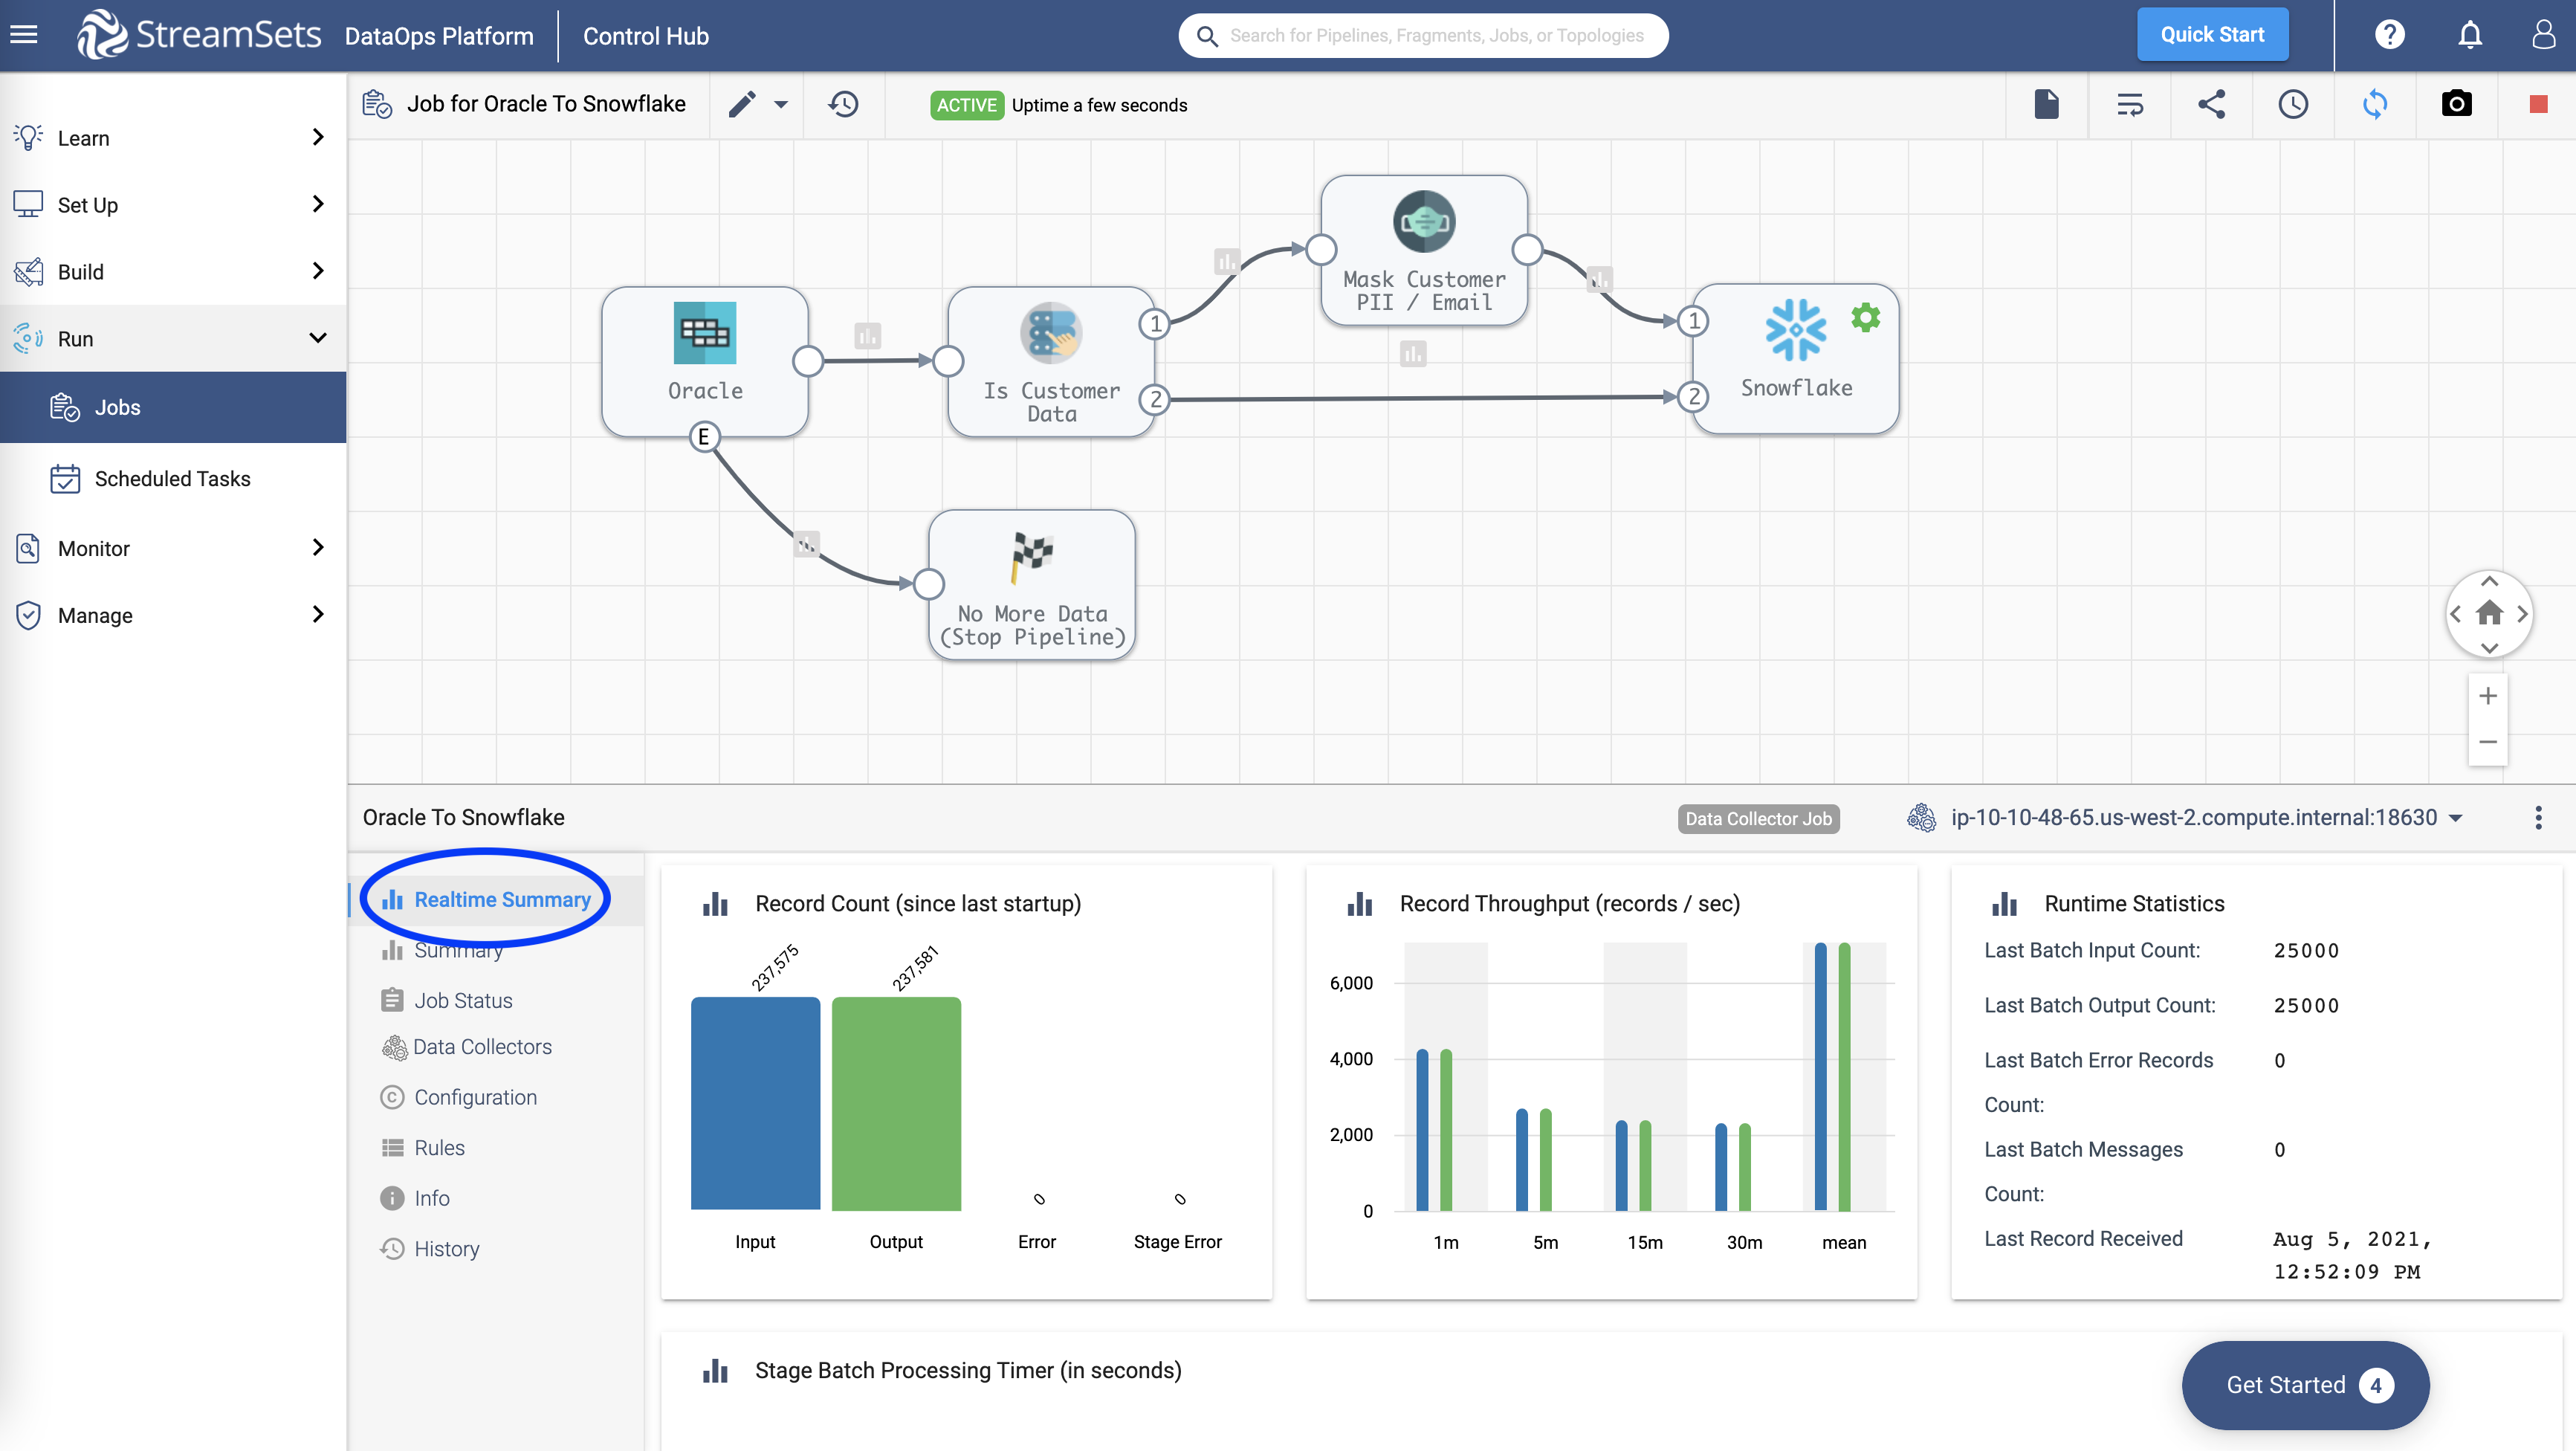 StreamSets DataOps Platform Control Hub
Search for Pipelines, Fragments, Jobs, or Topologies
Quick Start
Learn
Set Up
Build
Run
Jobs
Scheduled Tasks
Monitor
Manage
Job for Oracle To Snowflake
ACTIVE Uptime a few seconds
Mask Customer
PII / Email
Oracle
E
Is Customer
Data
1
2
1
2
Snowflake
No More Data
(Stop Pipeline)
Oracle To Snowflake
Data Collector Job
ip-10-10-48-65.us-west-2.compute.internal:18630
Realtime Summary
Summary
Job Status
Data Collectors
Configuration
Rules
Info
History
Record Count (since last startup)
237,575
237,581
0
0
Input
Output
Error
Stage Error
Record Throughput (records / sec)
6,000
4,000
2,000
0
1m
5m
15m
30m
mean
Runtime Statistics
Last Batch Input Count: 25000
Last Batch Output Count: 25000
Last Batch Error Records 0
Count:
Last Batch Messages 0
Count:
Last Record Received Aug 5, 2021,
12:52:09 PM
Stage Batch Processing Timer (in seconds)
Get Started 4